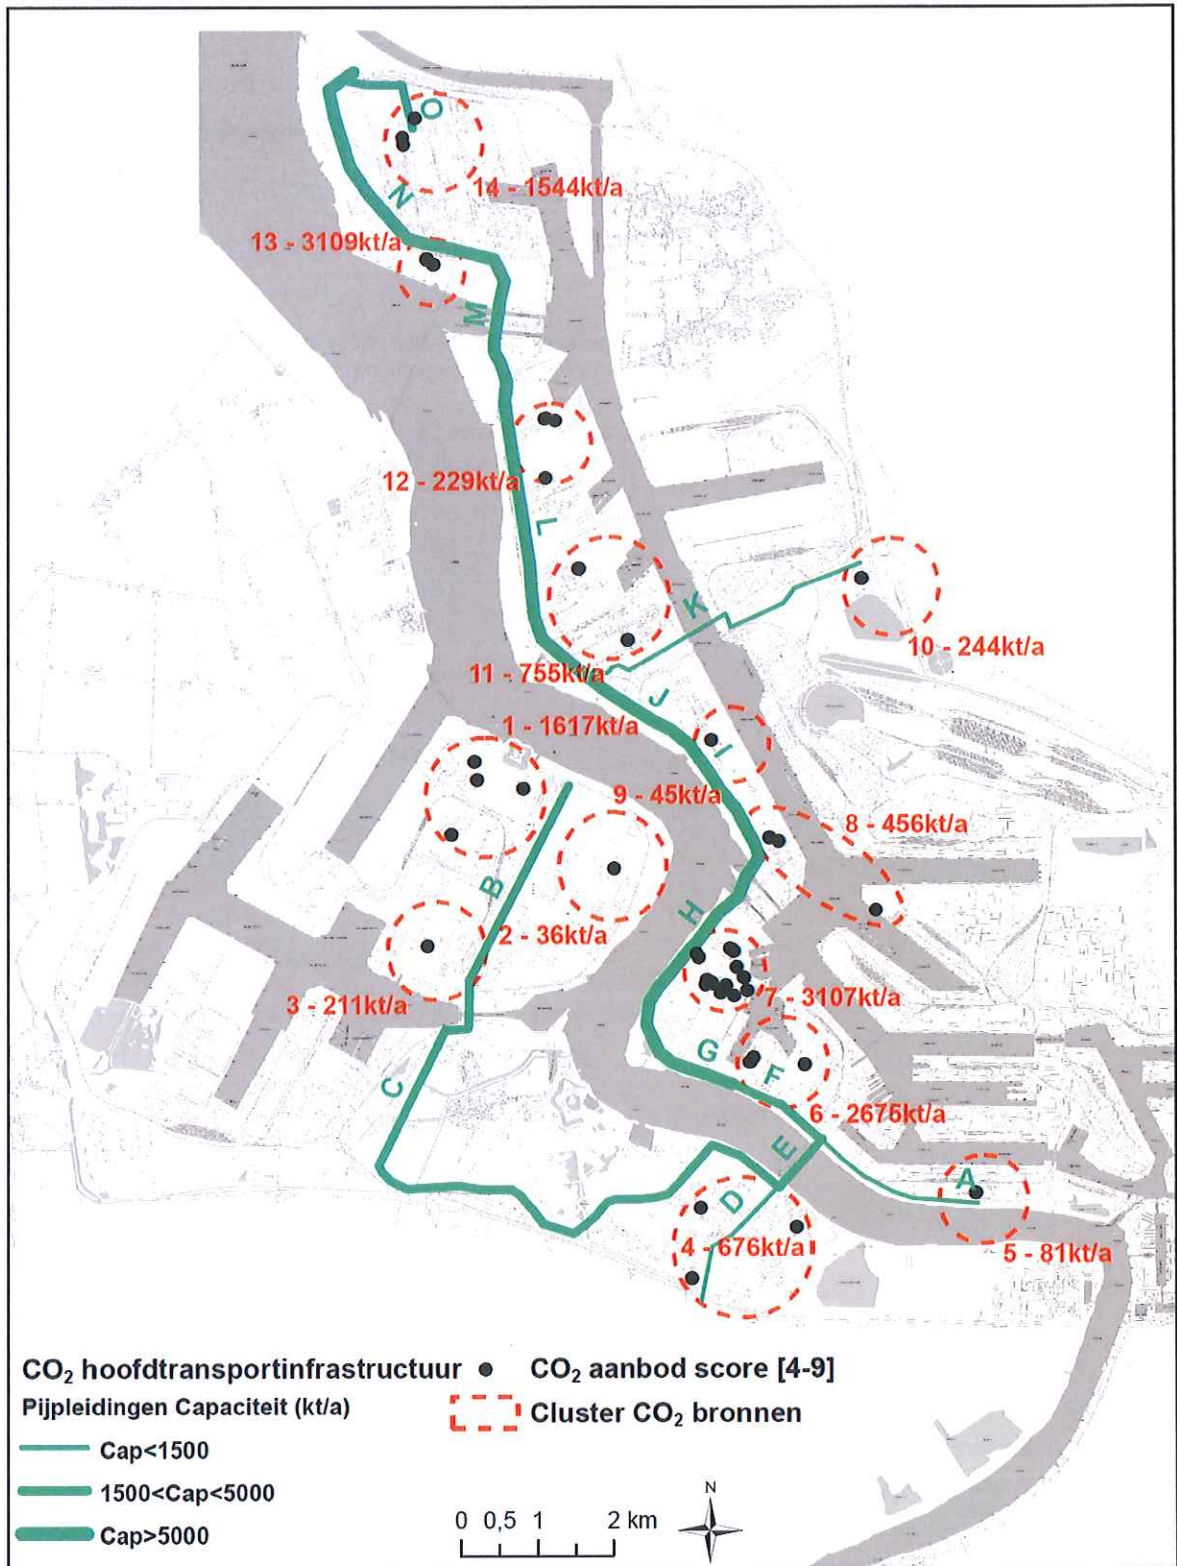 O
14 - 1544kt/a
N
13 - 3109kt/a
M
12 - 229kt/a
L
K
10 - 244kt/a
11 - 755kt/a
J
1 - 1617kt/a
I
9 - 45kt/a
8 - 456kt/a
B
H
2 - 36kt/a
3 - 211kt/a
7 - 3107kt/a
G
F
C
6 - 2675kt/a
E
A
D
4 - 676kt/a
5 - 81kt/a
CO₂ hoofdtransportinfrastructuur
CO₂ aanbod score [4-9]
Pijpleidingen Capaciteit (kt/a)
Cluster CO₂ bronnen
Cap<1500
1500<Cap<5000
Cap>5000
0 0,5 1 2 km
N